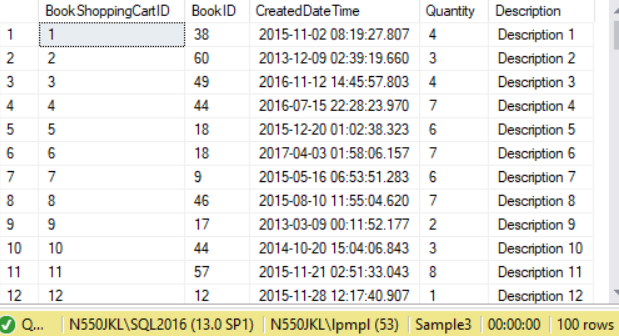 BookShoppingCartID BookID CreatedDateTime Quantity Description
1 1 38 2015-11-02 08:19:27.807 4 Description 1
2 2 60 2013-12-09 02:39:19.660 3 Description 2
3 3 49 2016-11-12 14:45:57.803 4 Description 3
4 4 44 2016-07-15 22:28:23.970 7 Description 4
5 5 18 2015-12-20 01:02:38.323 6 Description 5
6 6 18 2017-04-03 01:58:06.157 7 Description 6
7 7 9 2015-05-16 06:53:51.283 6 Description 7
8 8 46 2015-08-10 11:55:04.620 7 Description 8
9 9 17 2013-03-09 00:11:52.177 2 Description 9
10 10 44 2014-10-20 15:04:06.843 3 Description 10
11 11 57 2015-11-21 02:51:33.043 8 Description 11
12 12 12 2015-11-28 12:17:40.907 1 Description 12
Q... N550JKL\SQL2016 (13.0 SP1) N550JKL\lpmpl (53) Sample3 00:00:00 100 rows